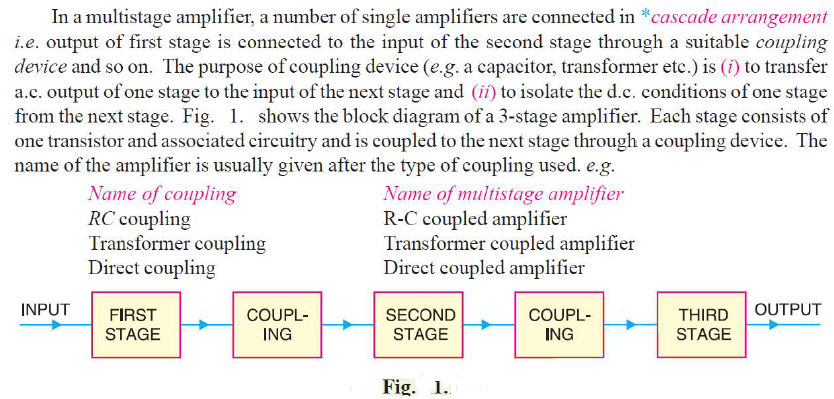 In a multistage amplifier, a number of single amplifiers are connected in *cascade arrangement
i.e. output of first stage is connected to the input of the second stage through a suitable coupling
device and so on. The purpose of coupling device (e.g. a capacitor, transformer etc.) is (i) to transfer
a.c. output of one stage to the input of the next stage and (ii) to isolate the d.c. conditions of one stage
from the next stage. Fig. 1. shows the block diagram of a 3-stage amplifier. Each stage consists of
one transistor and associated circuitry and is coupled to the next stage through a coupling device. The
name of the amplifier is usually given after the type of coupling used. e.g.
Name of coupling Name of multistage amplifier
RC coupling R-C coupled amplifier
Transformer coupling Transformer coupled amplifier
Direct coupling Direct coupled amplifier
INPUT
FIRST
STAGE
COUPL-
ING
SECOND
STAGE
COUPL-
ING
THIRD
STAGE
OUTPUT
Fig. 1.